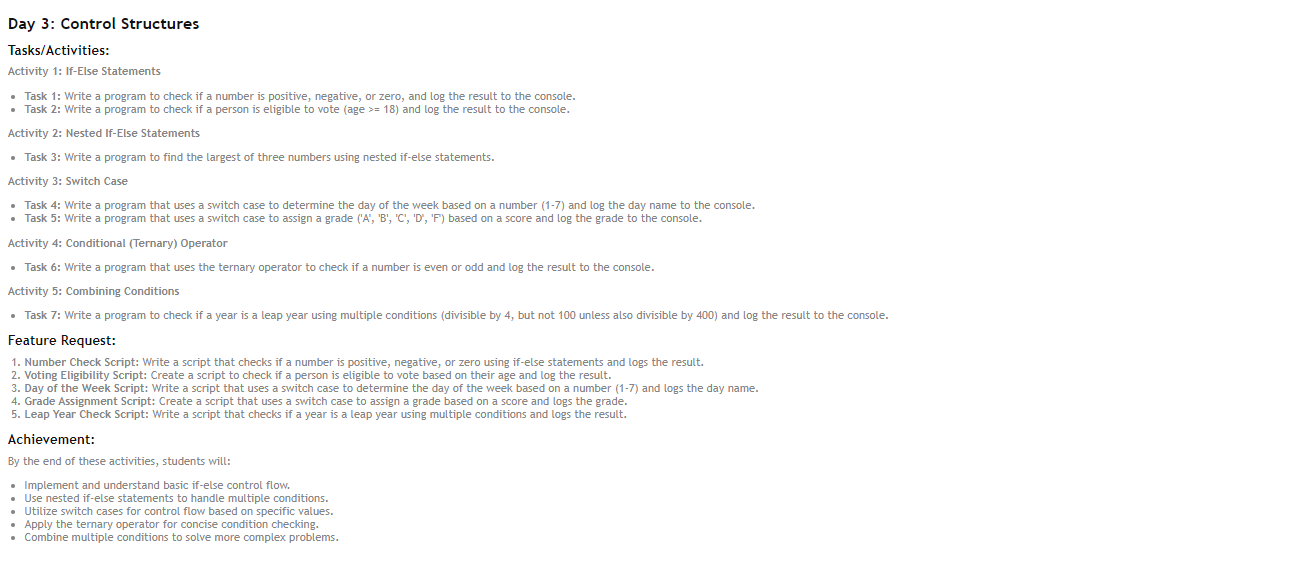 Day 3: Control Structures
Tasks/Activities:
Activity 1: If-Else Statements
• Task 1: Write a program to check if a number is positive, negative, or zero, and log the result to the console.
• Task 2: Write a program to check if a person is eligible to vote (age >= 18) and log the result to the console.
Activity 2: Nested If-Else Statements
• Task 3: Write a program to find the largest of three numbers using nested if-else statements.
Activity 3: Switch Case
• Task 4: Write a program that uses a switch case to determine the day of the week based on a number (1-7) and log the day name to the console.
• Task 5: Write a program that uses a switch case to assign a grade ('A', 'B', 'C', 'D', 'F') based on a score and log the grade to the console.
Activity 4: Conditional (Ternary) Operator
• Task 6: Write a program that uses the ternary operator to check if a number is even or odd and log the result to the console.
Activity 5: Combining Conditions
• Task 7: Write a program to check if a year is a leap year using multiple conditions (divisible by 4, but not 100 unless also divisible by 400) and log the result to the console.
Feature Request:
1. Number Check Script: Write a script that checks if a number is positive, negative, or zero using if-else statements and logs the result.
2. Voting Eligibility Script: Create a script to check if a person is eligible to vote based on their age and log the result.
3. Day of the Week Script: Write a script that uses a switch case to determine the day of the week based on a number (1-7) and logs the day name.
4. Grade Assignment Script: Create a script that uses a switch case to assign a grade based on a score and logs the grade.
5. Leap Year Check Script: Write a script that checks if a year is a leap year using multiple conditions and logs the result.
Achievement:
By the end of these activities, students will:
• Implement and understand basic if-else control flow.
• Use nested if-else statements to handle multiple conditions.
• Utilize switch cases for control flow based on specific values.
• Apply the ternary operator for concise condition checking.
• Combine multiple conditions to solve more complex problems.